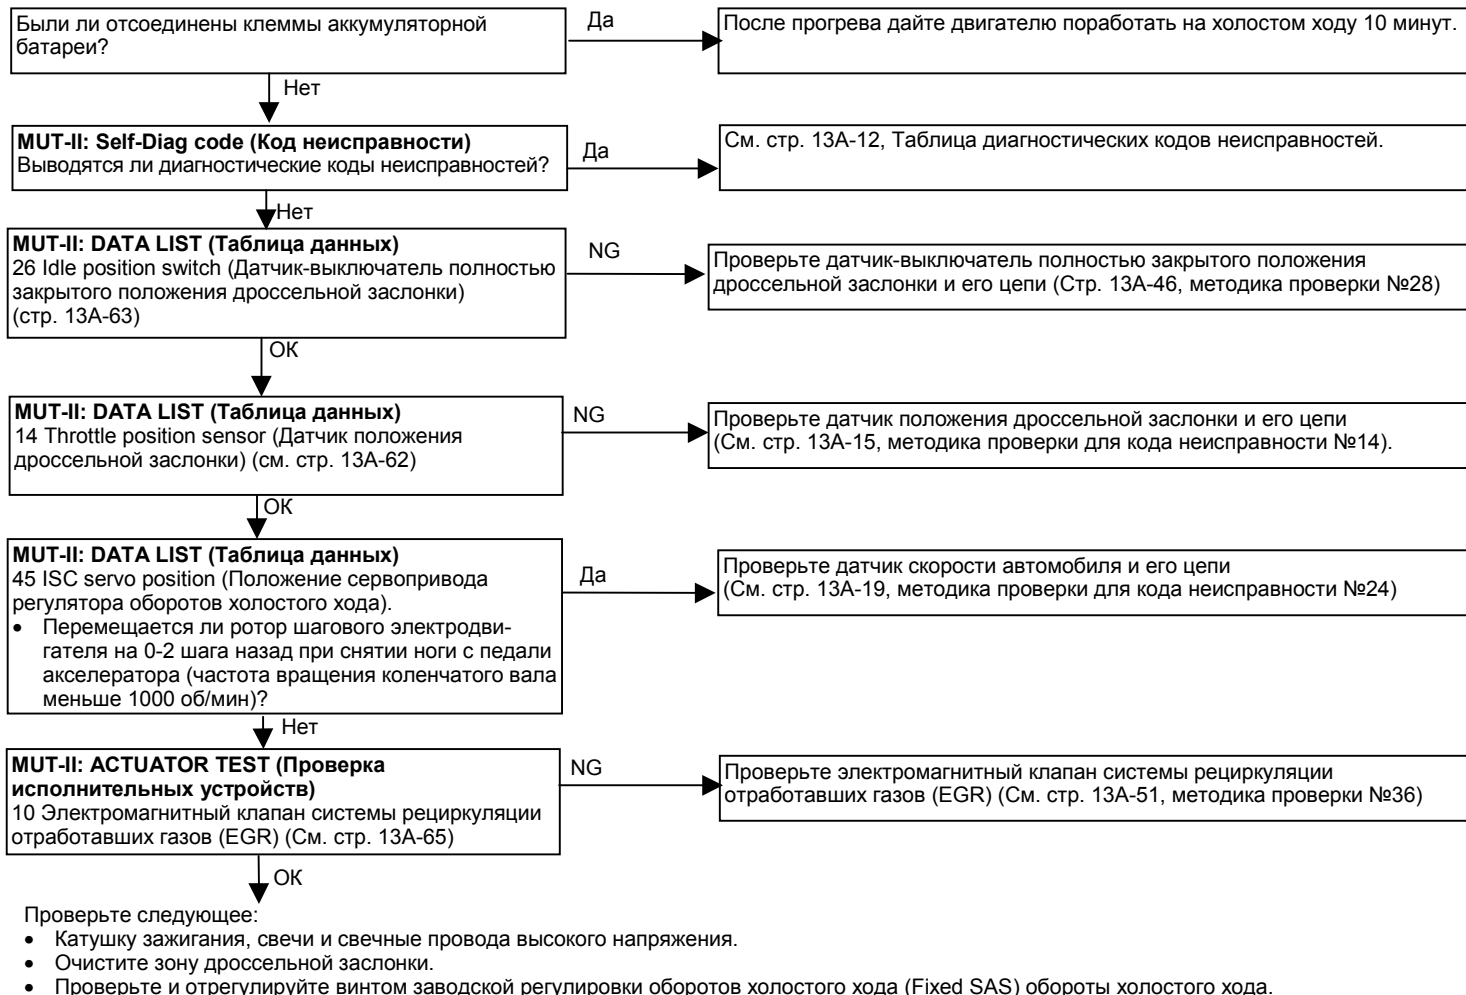 Были ли отсоединены клеммы аккумуляторной
батареи?
Да
После прогрева дайте двигателю поработать на холостом ходу 10 минут.
Нет
MUT-II: Self-Diag code (Код неисправности)
Выводятся ли диагностические коды неисправностей?
Да
См. стр. 13А-12, Таблица диагностических кодов неисправностей.
Нет
MUT-II: DATA LIST (Таблица данных)
26 Idle position switch (Датчик-выключатель полностью
закрытого положения дроссельной заслонки)
(стр. 13А-63)
NG
Проверьте датчик-выключатель полностью закрытого положения
дроссельной заслонки и его цепи (Стр. 13А-46, методика проверки №28)
ОК
MUT-II: DATA LIST (Таблица данных)
14 Throttle position sensor (Датчик положения
дроссельной заслонки) (см. стр. 13А-62)
NG
Проверьте датчик положения дроссельной заслонки и его цепи
(См. стр. 13А-15, методика проверки для кода неисправности №14).
ОК
MUT-II: DATA LIST (Таблица данных)
45 ISC servo position (Положение сервопривода
регулятора оборотов холостого хода).
• Перемещается ли ротор шагового электродви-
гателя на 0-2 шага назад при снятии ноги с педали
акселератора (частота вращения коленчатого вала
меньше 1000 об/мин)?
Да
Проверьте датчик скорости автомобиля и его цепи
(См. стр. 13А-19, методика проверки для кода неисправности №24)
Нет
MUT-II: ACTUATOR TEST (Проверка
исполнительных устройств)
10 Электромагнитный клапан системы рециркуляции
отработавших газов (EGR) (См. стр. 13А-65)
NG
Проверьте электромагнитный клапан системы рециркуляции
отработавших газов (EGR) (См. стр. 13А-51, методика проверки №36)
ОК
Проверьте следующее:
• Катушку зажигания, свечи и свечные провода высокого напряжения.
• Очистите зону дроссельной заслонки.
• Проверьте и отрегулируйте винтом заводской регулировки оборотов холостого хода (Fixed SAS) обороты холостого хода.